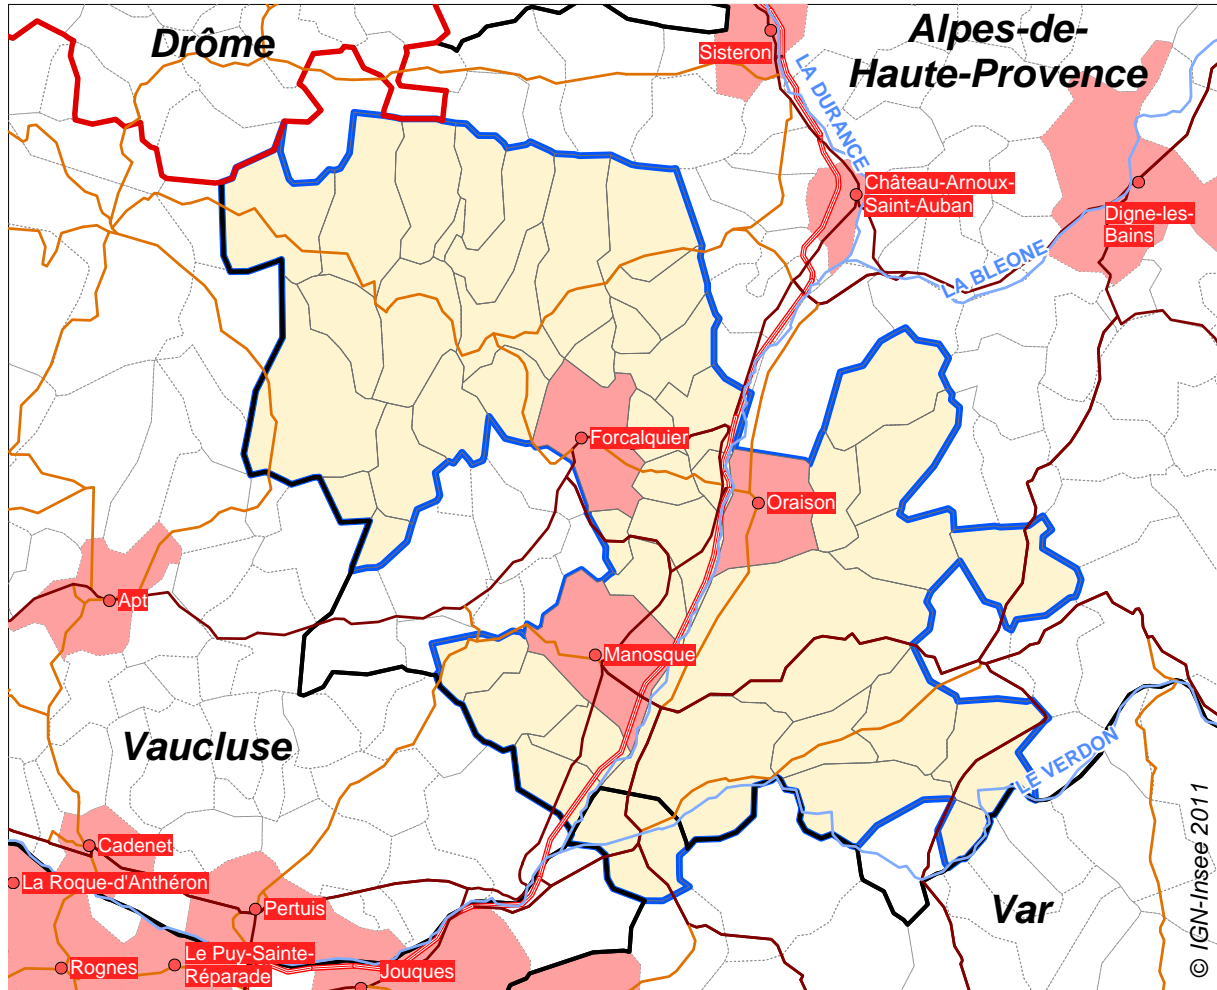 Drôme
Alpes-de-
Haute-Provence
Sisteron
LA DURANCE
Château-Arnoux-
Saint-Auban
Digne-les-
Bains
LA BLEONE
Forcalquier
Oraison
Apt
Manosque
Vaucluse
LE VERDON
Cadenet
La Roque-d'Anthéron
Pertuis
Var
Le Puy-Sainte-
Réparade
Rognes
Jouques
© IGN-Insee 2011